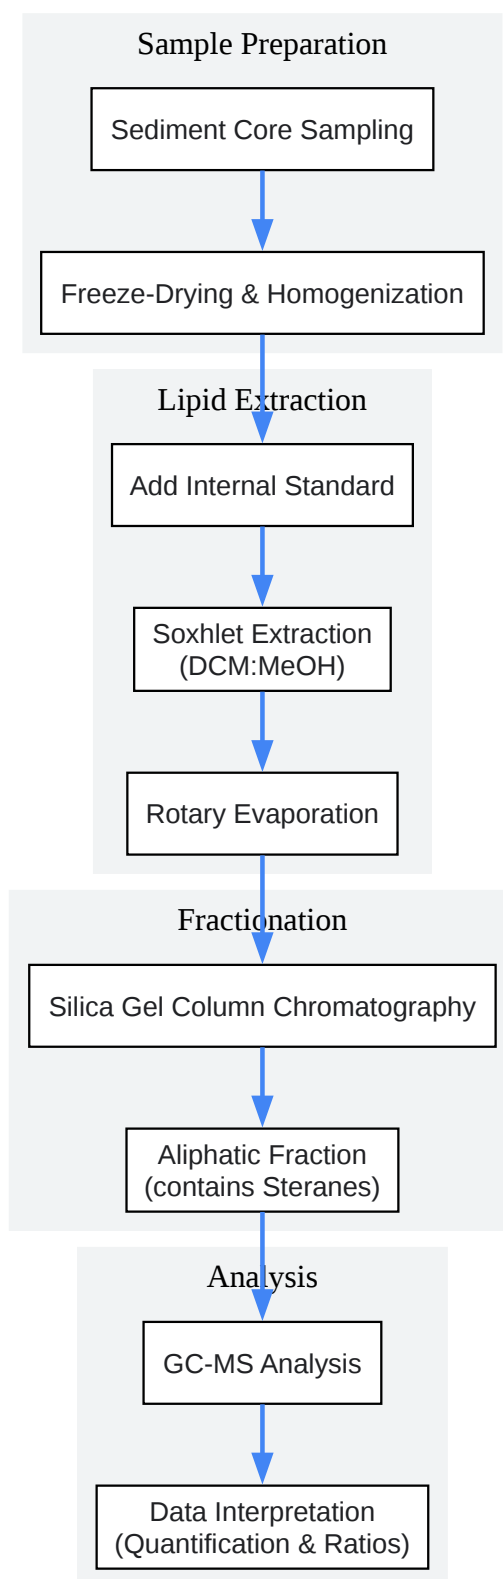 Sample Preparation
Sediment Core Sampling
Freeze-Drying & Homogenization
Lipid Extraction
Add Internal Standard
Soxhlet Extraction
(DCM:MeOH)
Rotary Evaporation
Fractionation
Silica Gel Column Chromatography
Aliphatic Fraction
(contains Steranes)
Analysis
GC-MS Analysis
Data Interpretation
(Quantification & Ratios)